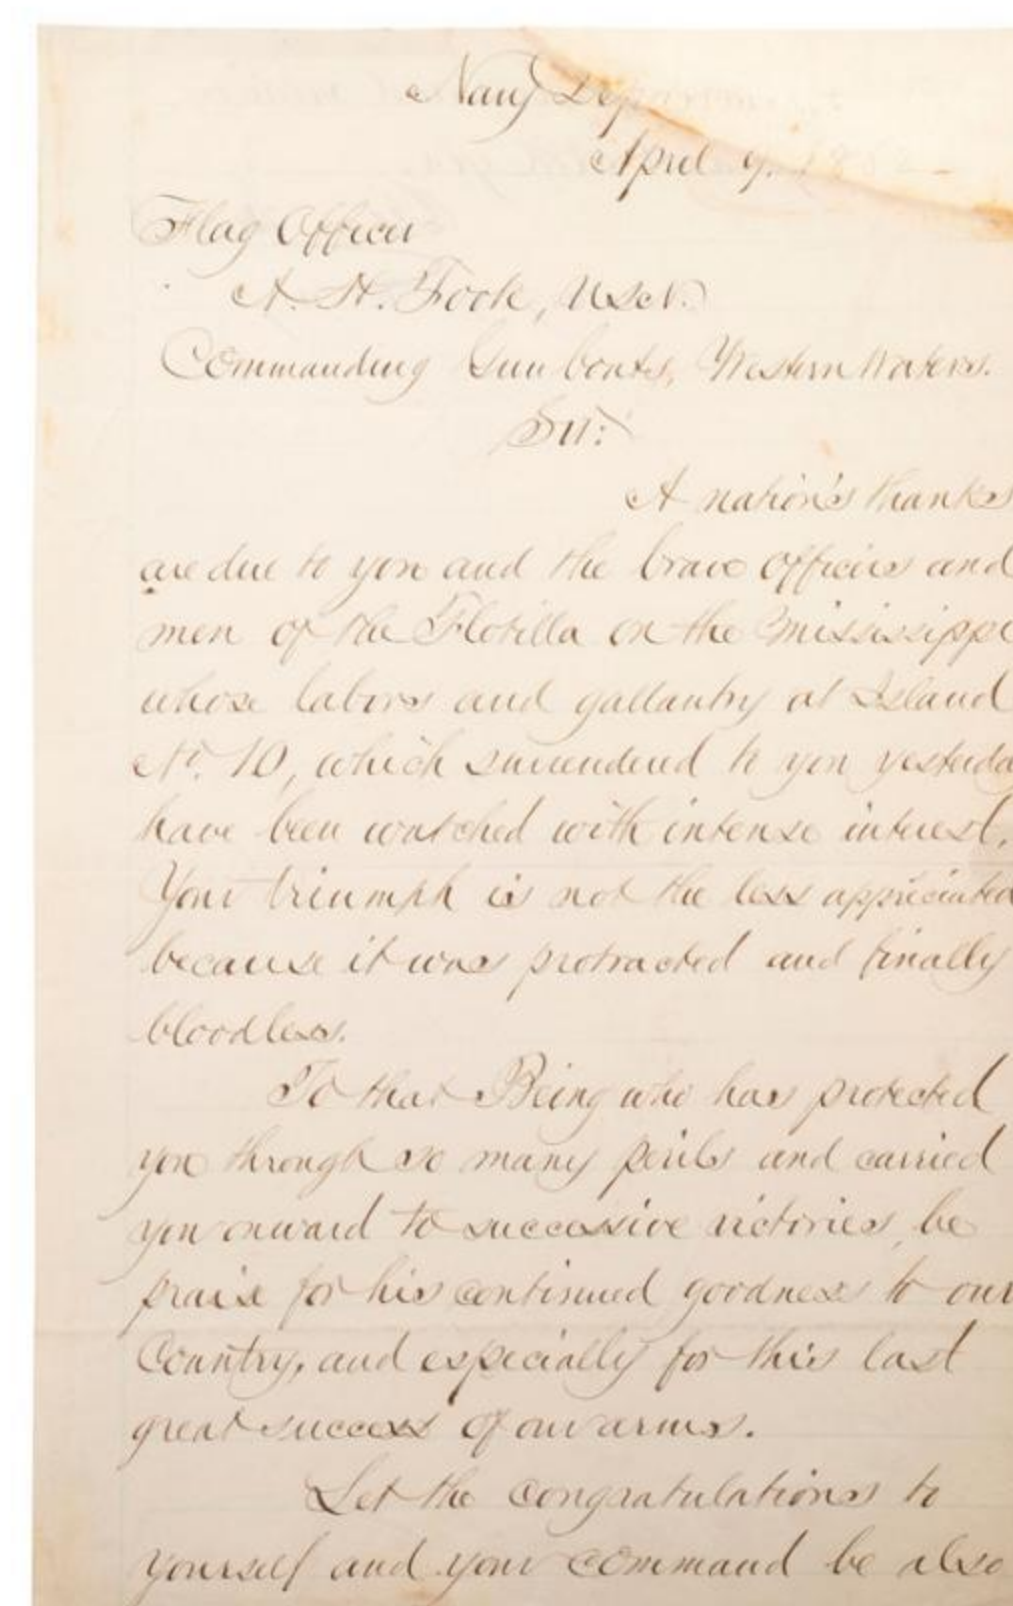 Navy Dep
April 9.
Flag Officer
A. H. Foote, U.S.N.
Commanding Gun boats, Western Waters.
Sir:
A nation's thanks
are due to you and the brave officers and
men of the Flotilla on the Mississippi
whose labors and gallantry at Island
No. 10, which surrendered to you yesterda
have been watched with intense interest.
Your triumph is not the less appreciated
because it was protracted and finally
bloodless.
To that Being who has protected
you through so many perils and carried
you onward to successive victories, be
praise for his continued goodness to our
Country, and especially for this last
great success of our arms.
Let the congratulations to
yourself and your command be also